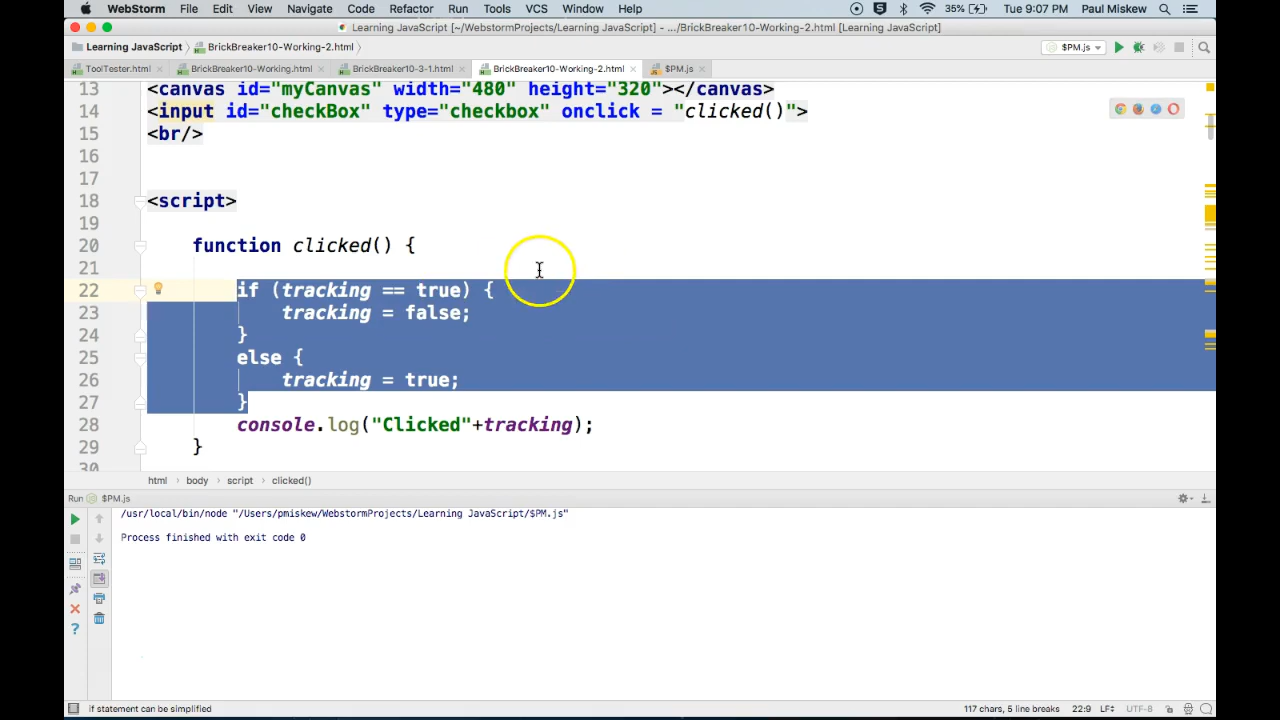 WebStorm File Edit View Navigate Code Refactor Run Tools VCS Window Help 35% Tue 9:07 PM Paul Miskew
Learning JavaScript [~/WebstormProjects/Learning JavaScript] - .../BrickBreaker10-Working-2.html [Learning JavaScript]
Learning JavaScript BrickBreaker10-Working-2.html $PM.js
ToolTester.html BrickBreaker10-Working.html BrickBreaker10-3-1.html BrickBreaker10-Working-2.html $PM.js
13 <canvas id="myCanvas" width="480" height="320"></canvas>
14 <input id="checkBox" type="checkbox" onclick = "clicked()">
15 <br/>
16
17
18 <script>
19
20 function clicked() {
21
22 if (tracking == true) {
23 tracking = false;
24 }
25 else {
26 tracking = true;
27 }
28 console.log("Clicked"+tracking);
29 }
30
html body script clicked()
Run $PM.js
/usr/local/bin/node "/Users/pmiskew/WebstormProjects/Learning JavaScript/$PM.js"
Process finished with exit code 0
if statement can be simplified 117 chars, 5 line breaks 22:9 LF÷ UTF-8